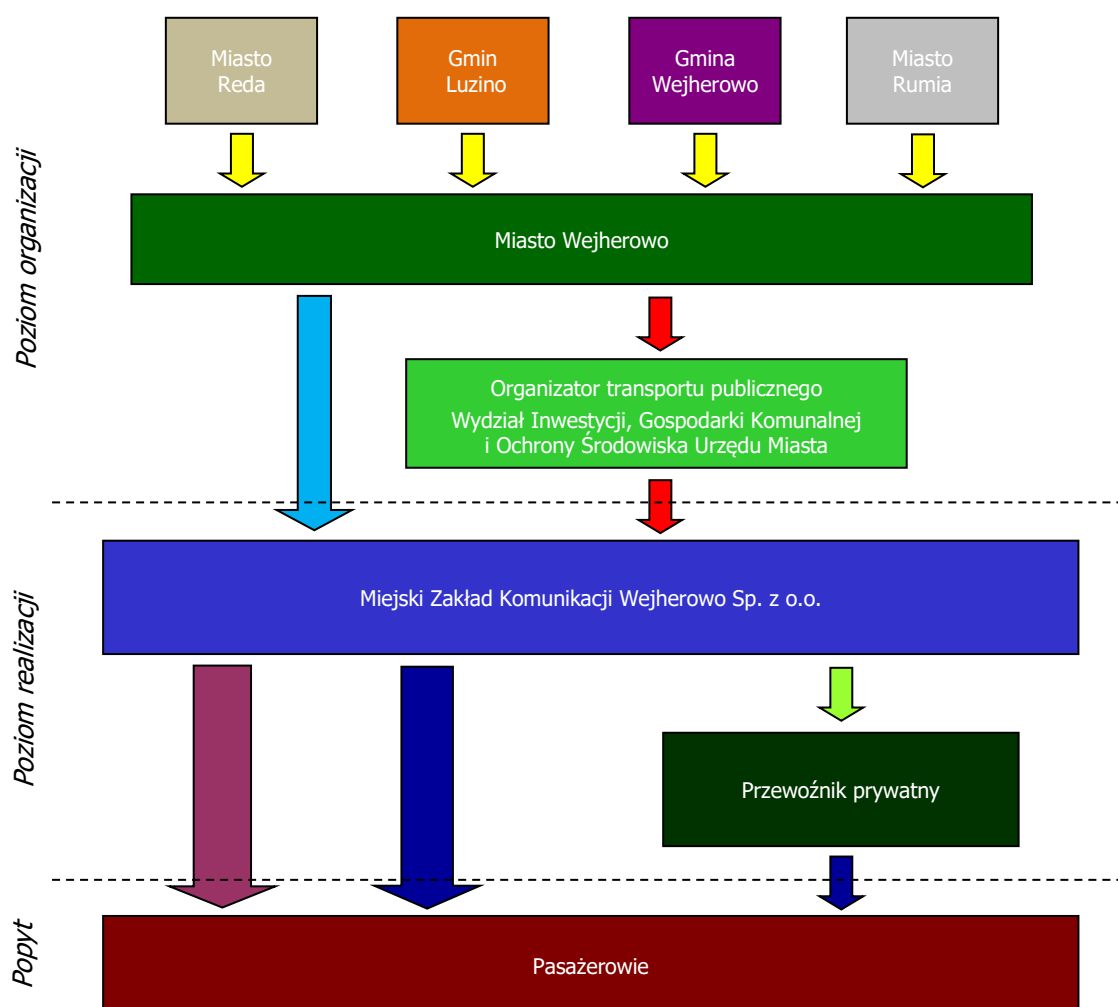 Miasto
Reda
Gmin
Luzino
Gmina
Wejherowo
Miasto
Rumia
Poziom organizacji
Miasto Wejherowo
Organizator transportu publicznego
Wydział Inwestycji, Gospodarki Komunalnej
i Ochrony Środowiska Urzędu Miasta
Poziom realizacji
Miejski Zakład Komunikacji Wejherowo Sp. z o.o.
Przewoźnik prywatny
Popyt
Pasażerowie